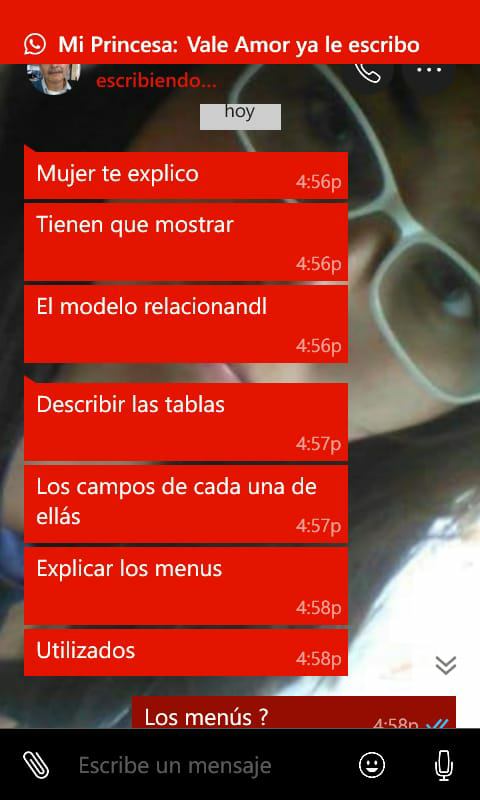 Mi Princesa: Vale Amor ya le escribo
escribiendo...
hoy
Mujer te explico
4:56p
Tienen que mostrar
4:56p
El modelo relacionandl
4:56p
Describir las tablas
4:57p
Los campos de cada una de
ellás
4:57p
Explicar los menus
4:58p
Utilizados
4:58p
Los menús ?
4:58p
Escribe un mensaje